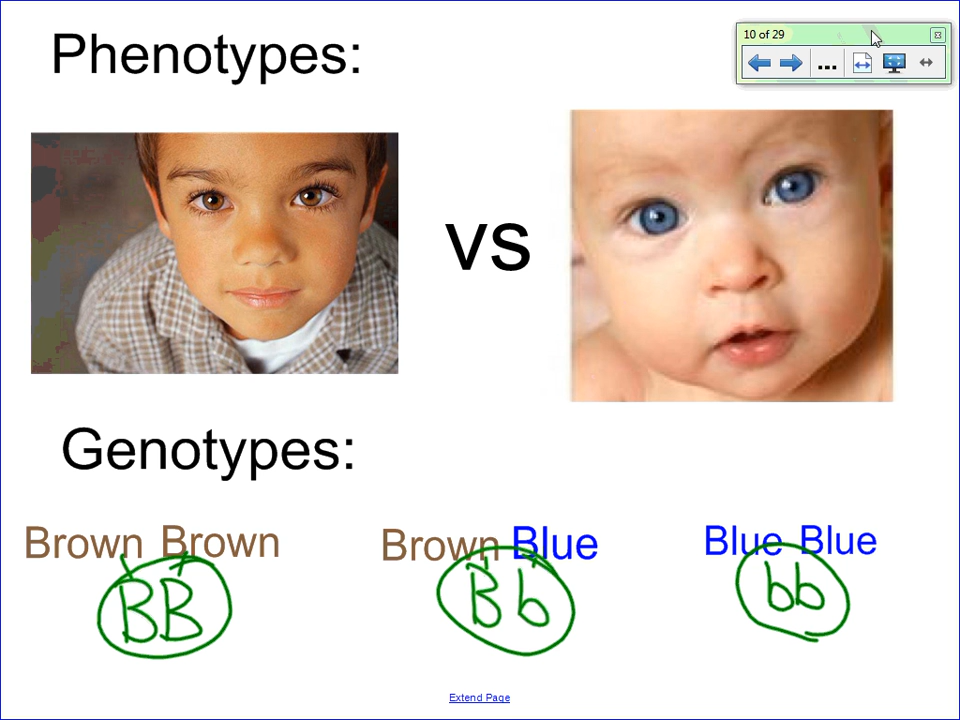 Phenotypes:
10 of 29
...
vs
Genotypes:
Brown Brown Brown Blue Blue Blue
BB Bb bb
Extend Page